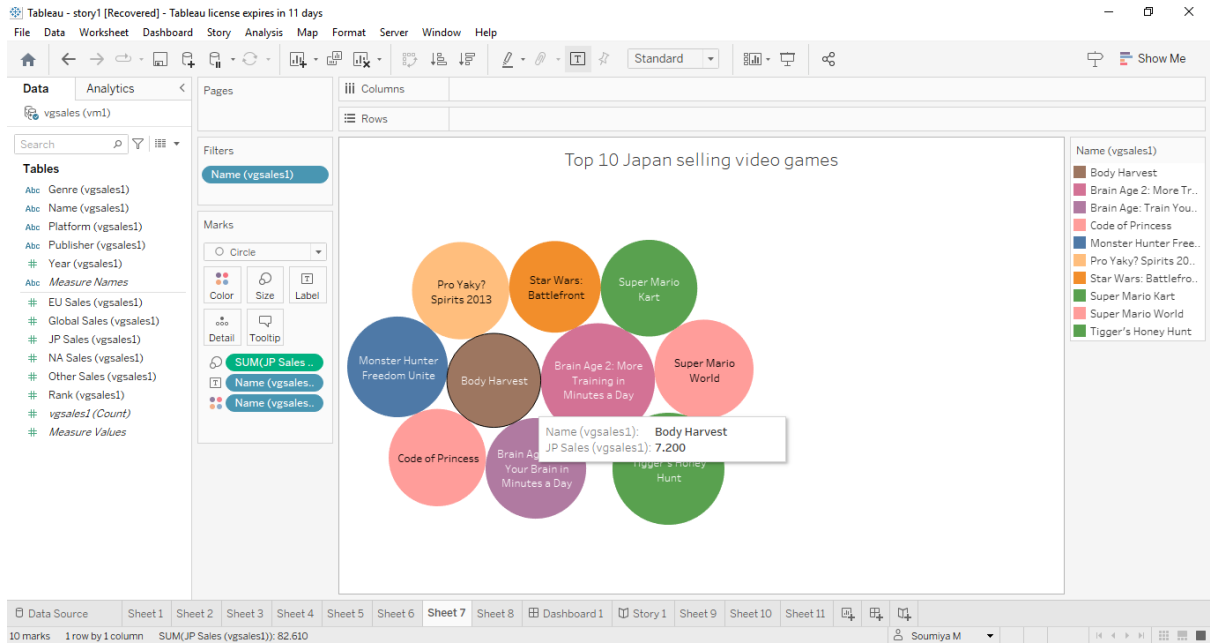 Tableau - story1 [Recovered] - Tableau license expires in 11 days
File Data Worksheet Dashboard Story Analysis Map Format Server Window Help
Standard
Show Me
Data Analytics
vgsales (vm1)
Search
Tables
Abc Genre (vgsales1)
Abc Name (vgsales1)
Abc Platform (vgsales1)
Abc Publisher (vgsales1)
# Year (vgsales1)
Abc Measure Names
# EU Sales (vgsales1)
# Global Sales (vgsales1)
# JP Sales (vgsales1)
# NA Sales (vgsales1)
# Other Sales (vgsales1)
# Rank (vgsales1)
# vgsales1 (Count)
# Measure Values
Pages
Filters
Name (vgsales1)
Marks
Circle
Color Size Label
Detail Tooltip
SUM(JP Sales ..
Name (vgsales..
Name (vgsales..
Columns
Rows
Top 10 Japan selling video games
Pro Yaky?
Spirits 2013
Star Wars:
Battlefront
Super Mario
Kart
Monster Hunter
Freedom Unite
Body Harvest
Brain Age 2: More
Training in
Minutes a Day
Super Mario
World
Name (vgsales1): Body Harvest
JP Sales (vgsales1): 7.200
Code of Princess
Brain Ag
Your Brain in
Minutes a Day
Tigger's Honey
Hunt
Name (vgsales1)
Body Harvest
Brain Age 2: More Tr..
Brain Age: Train You..
Code of Princess
Monster Hunter Free..
Pro Yaky? Spirits 20..
Star Wars: Battlefro..
Super Mario Kart
Super Mario World
Tigger's Honey Hunt
Data Source Sheet 1 Sheet 2 Sheet 3 Sheet 4 Sheet 5 Sheet 6 Sheet 7 Sheet 8 Dashboard 1 Story 1 Sheet 9 Sheet 10 Sheet 11
10 marks 1 row by 1 column SUM(JP Sales (vgsales1)): 82.610
Soumiya M